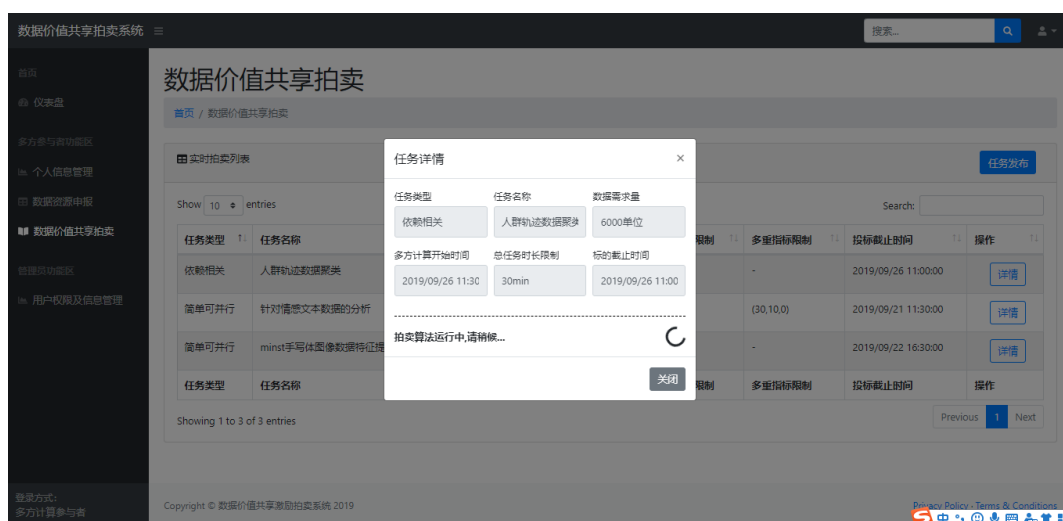 数据价值共享拍卖系统
搜索...
首页
仪表盘
多方参与者功能区
个人信息管理
数据资源申报
数据价值共享拍卖
管理员功能区
用户权限及信息管理
登录方式:
多方计算参与者
数据价值共享拍卖
首页 / 数据价值共享拍卖
实时拍卖列表
任务发布
Show 10 entries
Search:
任务类型 任务名称 限制 多重指标限制 投标截止时间 操作
依赖相关 人群轨迹数据聚类 - 2019/09/26 11:00:00 详情
简单可并行 针对情感文本数据的分析 (30,10,0) 2019/09/21 11:30:00 详情
简单可并行 minst手写体图像数据特征提 - 2019/09/22 16:30:00 详情
任务类型 任务名称 限制 多重指标限制 投标截止时间 操作
Showing 1 to 3 of 3 entries
Previous 1 Next
任务详情 ×
任务类型 任务名称 数据需求量
依赖相关 人群轨迹数据聚 6000单位
多方计算开始时间 总任务时长限制 标的截止时间
2019/09/26 11:30 30min 2019/09/26 11:00
拍卖算法运行中,请稍候...
关闭
Copyright © 数据价值共享激励拍卖系统 2019
Privacy Policy · Terms & Conditions
中